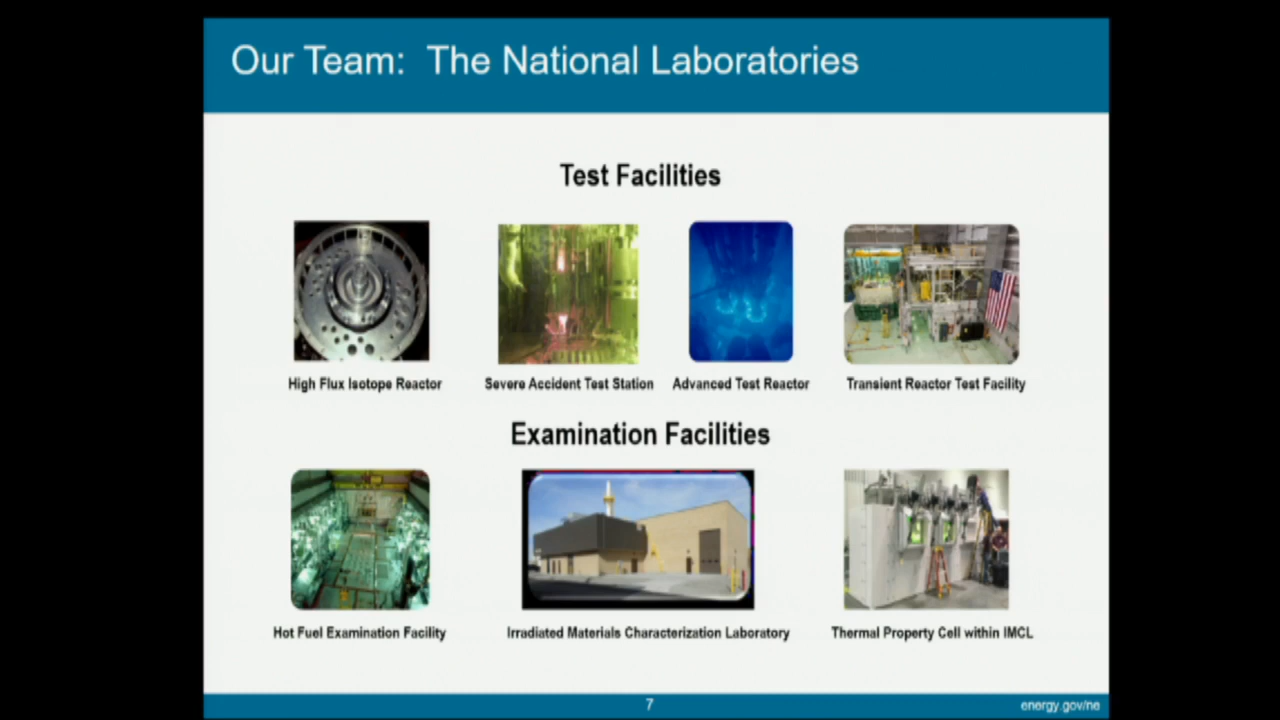 Our Team: The National Laboratories
Test Facilities
High Flux Isotope Reactor
Severe Accident Test Station
Advanced Test Reactor
Transient Reactor Test Facility
Examination Facilities
Hot Fuel Examination Facility
Irradiated Materials Characterization Laboratory
Thermal Property Cell within IMCL
7
energy.gov/ne